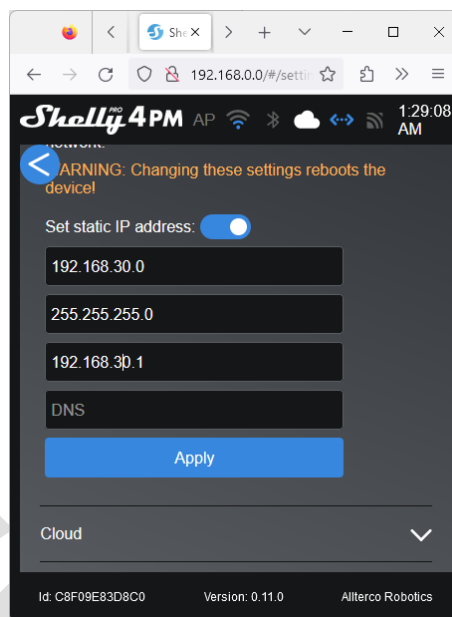 She
192.168.0.0/#/settin
Shelly PRO 4PM AP 1:29:08 AM
network.
WARNING: Changing these settings reboots the
device!
Set static IP address:
192.168.30.0
255.255.255.0
192.168.30.1
DNS
Apply
Cloud
Id: C8F09E83D8C0 Version: 0.11.0 Allterco Robotics